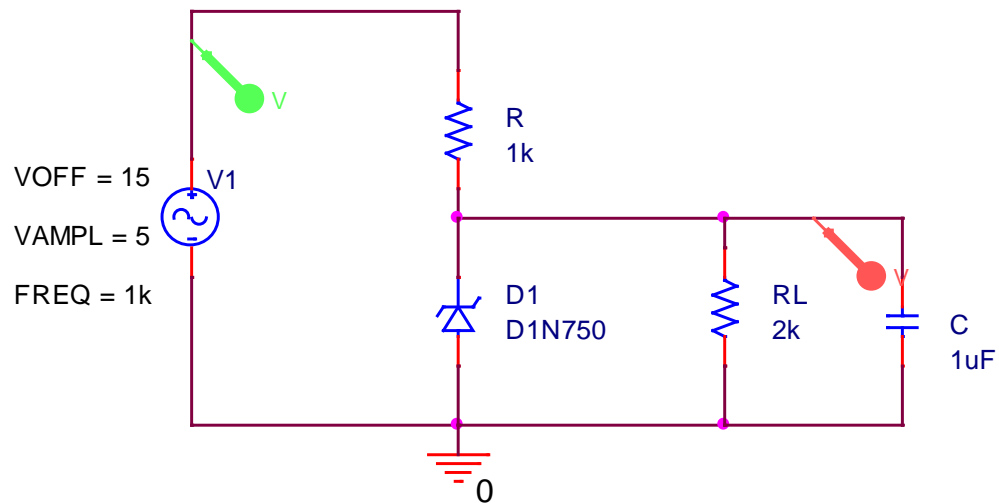 V
R
1k
VOFF = 15
V1
VAMPL = 5
FREQ = 1k
V
D1
D1N750
RL
2k
C
1uF
0